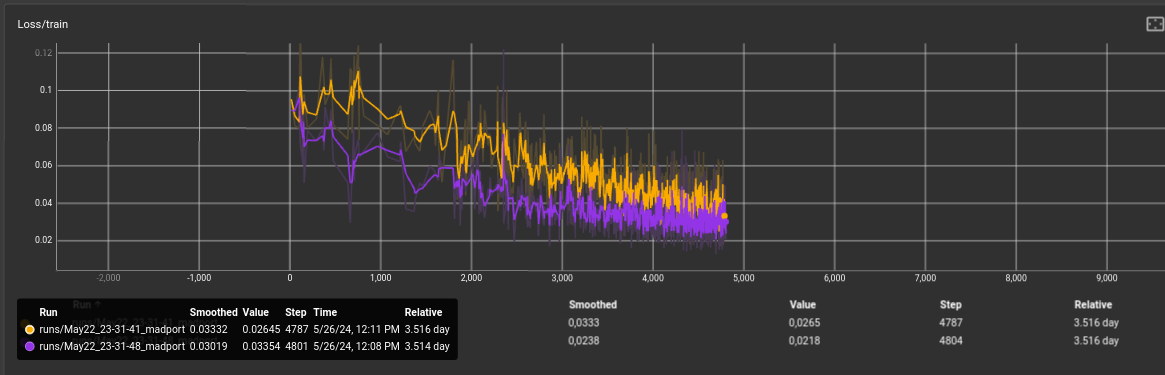 Loss/train
0.12
0.1
0.08
0.06
0.04
0.02
-2,000 -1,000 0 1,000 2,000 3,000 4,000 5,000 6,000 7,000 8,000 9,000
Run Smoothed Value Step Relative
0,0333 0,0265 4787 3.516 day
0,0238 0,0218 4804 3.516 day
Run Smoothed Value Step Time Relative
runs/May22_23-31-41_madport 0.03332 0.02645 4787 5/26/24, 12:11 PM 3.516 day
runs/May22_23-31-48_madport 0.03019 0.03354 4801 5/26/24, 12:08 PM 3.514 day